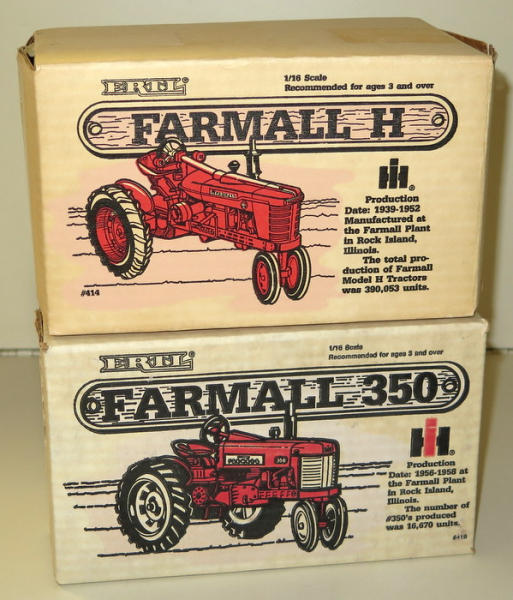 ERTL®
1/16 Scale
Recommended for ages 3 and over
FARMALL H
IH®
Production
Date: 1939-1952
Manufactured at
the Farmall Plant
in Rock Island,
Illinois.
The total pro-
duction of Farmall
Model H Tractors
was 390,053 units.
#414
ERTL®
1/16 Scale
Recommended for ages 3 and over
FARMALL 350
350
IH®
Production
Date: 1956-1958 at
the Farmall Plant
in Rock Island,
Illinois.
The number of
#350's produced
was 16,670 units.